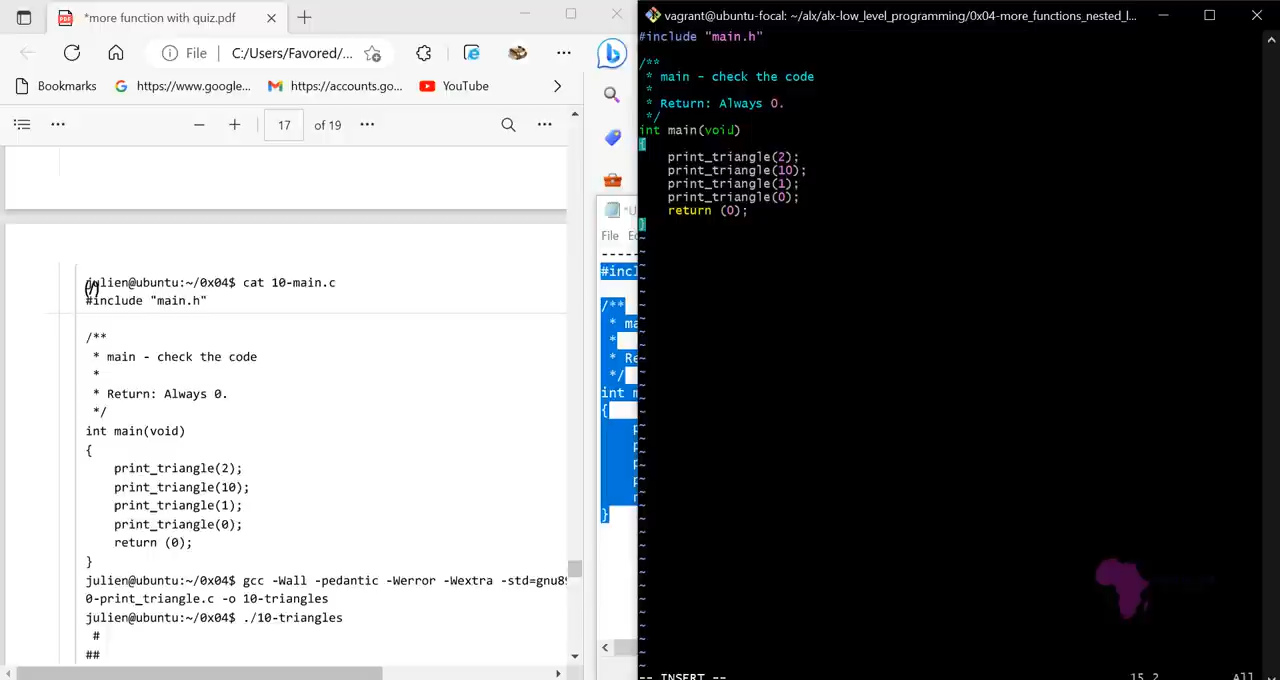 *more function with quiz.pdf
File
C:/Users/Favored/...
Bookmarks
https://www.google...
https://accounts.go...
YouTube
17
of 19
julien@ubuntu:~/0x04$ cat 10-main.c
#include "main.h"
/**
* main - check the code
*
* Return: Always 0.
*/
int main(void)
{
print_triangle(2);
print_triangle(10);
print_triangle(1);
print_triangle(0);
return (0);
}
julien@ubuntu:~/0x04$ gcc -Wall -pedantic -Werror -Wextra -std=gnu8
0-print_triangle.c -o 10-triangles
julien@ubuntu:~/0x04$ ./10-triangles
#
##
File
#incl
/**
* ma
*
* Re
*/
int m
{
}
vagrant@ubuntu-focal: ~/alx/alx-low_level_programming/0x04-more_functions_nested_l...
#include "main.h"
/**
* main - check the code
*
* Return: Always 0.
*/
int main(void)
{
print_triangle(2);
print_triangle(10);
print_triangle(1);
print_triangle(0);
return (0);
}
-- INSERT --
15,2
All